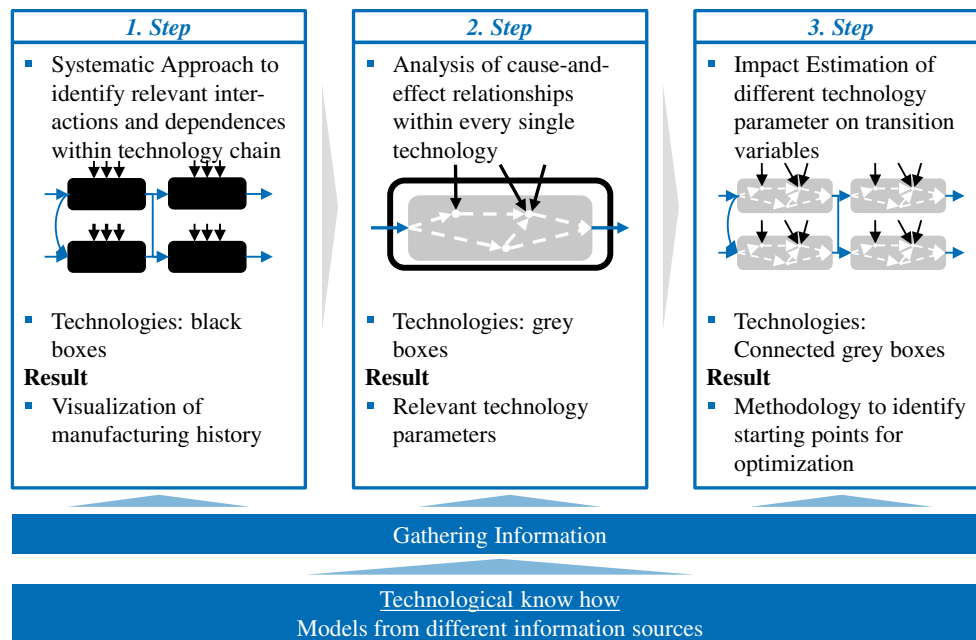 1. Step
▪ Systematic Approach to
identify relevant inter-
actions and dependences
within technology chain
▪ Technologies: black
boxes
Result
▪ Visualization of
manufacturing history
2. Step
▪ Analysis of cause-and-
effect relationships
within every single
technology
▪ Technologies: grey
boxes
Result
▪ Relevant technology
parameters
3. Step
▪ Impact Estimation of
different technology
parameter on transition
variables
▪ Technologies:
Connected grey boxes
Result
▪ Methodology to identify
starting points for
optimization
Gathering Information
Technological know how
Models from different information sources